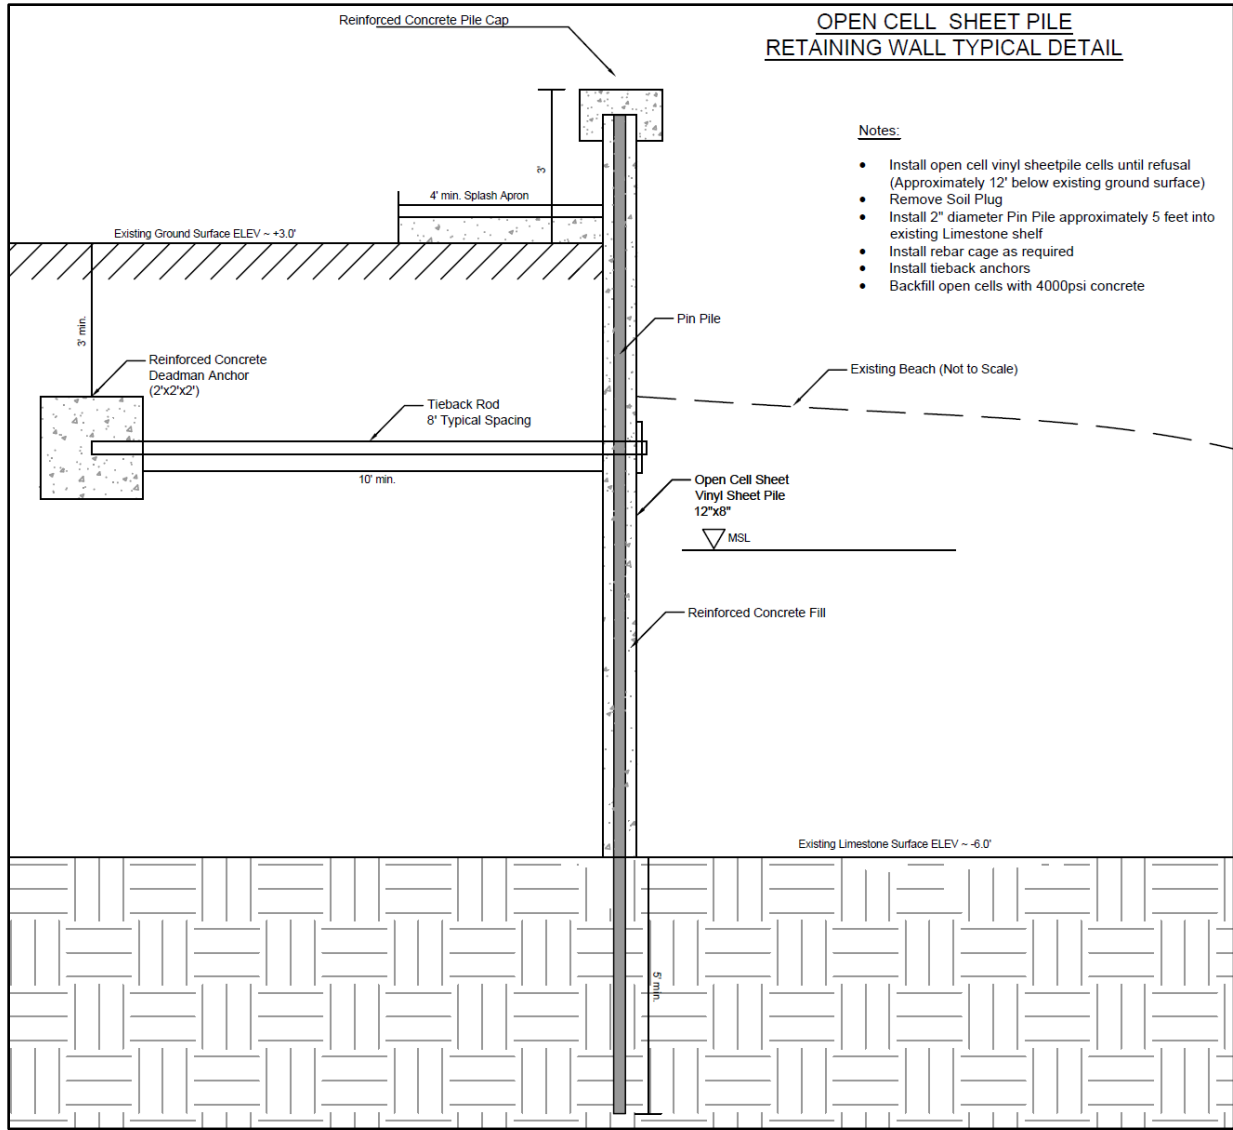 Reinforced Concrete Pile Cap
OPEN CELL SHEET PILE
RETAINING WALL TYPICAL DETAIL
Notes:
• Install open cell vinyl sheetpile cells until refusal
(Approximately 12' below existing ground surface)
• Remove Soil Plug
• Install 2" diameter Pin Pile approximately 5 feet into
existing Limestone shelf
• Install rebar cage as required
• Install tieback anchors
• Backfill open cells with 4000psi concrete
3'
4' min. Splash Apron
Existing Ground Surface ELEV ~ +3.0'
3' min.
Pin Pile
Reinforced Concrete
Deadman Anchor
(2'x2'x2')
Existing Beach (Not to Scale)
Tieback Rod
8' Typical Spacing
10' min.
Open Cell Sheet
Vinyl Sheet Pile
12"x8"
MSL
Reinforced Concrete Fill
Existing Limestone Surface ELEV ~ -6.0'
5' min.